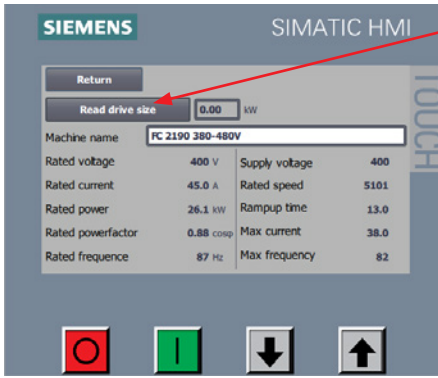 SIEMENS SIMATIC HMI
TOUCH
Return
Read drive size 0.00 kW
Machine name FC 2190 380-480V
Rated voltage 400 V Supply voltage 400
Rated current 45.0 A Rated speed 5101
Rated power 26.1 kW Rampup time 13.0
Rated powerfactor 0.88 cosφ Max current 38.0
Rated frequence 87 Hz Max frequency 82